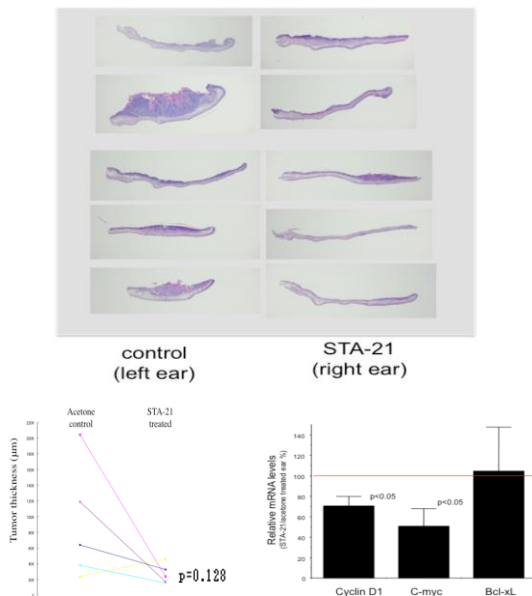 control
(left ear)
STA-21
(right ear)
Acetone
control
STA-21
treated
Tumor thickness (μm)
p=0.128
Relative mRNA levels
(STA-21/acetone treated ear %)
140
120
100
80
60
40
20
0
p<0.05
p<0.05
Cyclin D1
C-myc
Bcl-xL